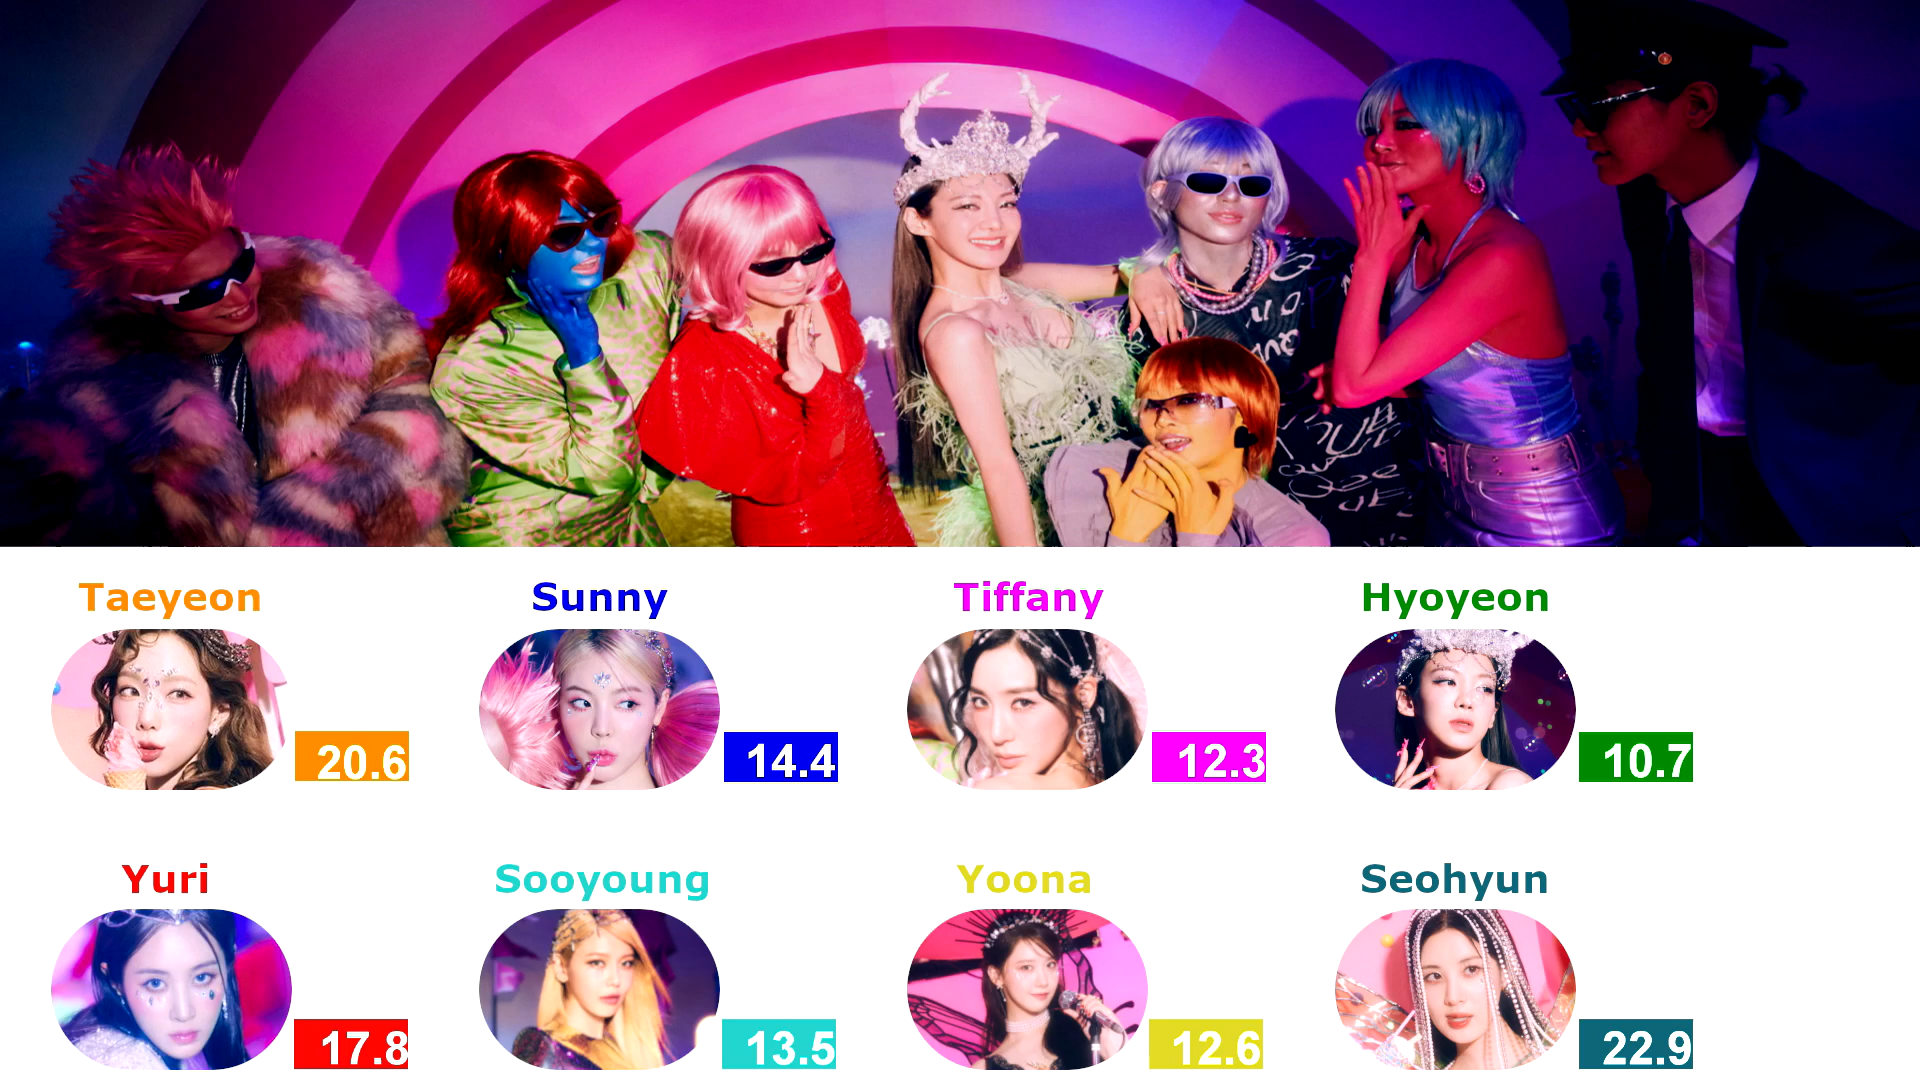 Taeyeon Sunny Tiffany Hyoyeon
20.6 14.4 12.3 10.7
Yuri Sooyoung Yoona Seohyun
17.8 13.5 12.6 22.9